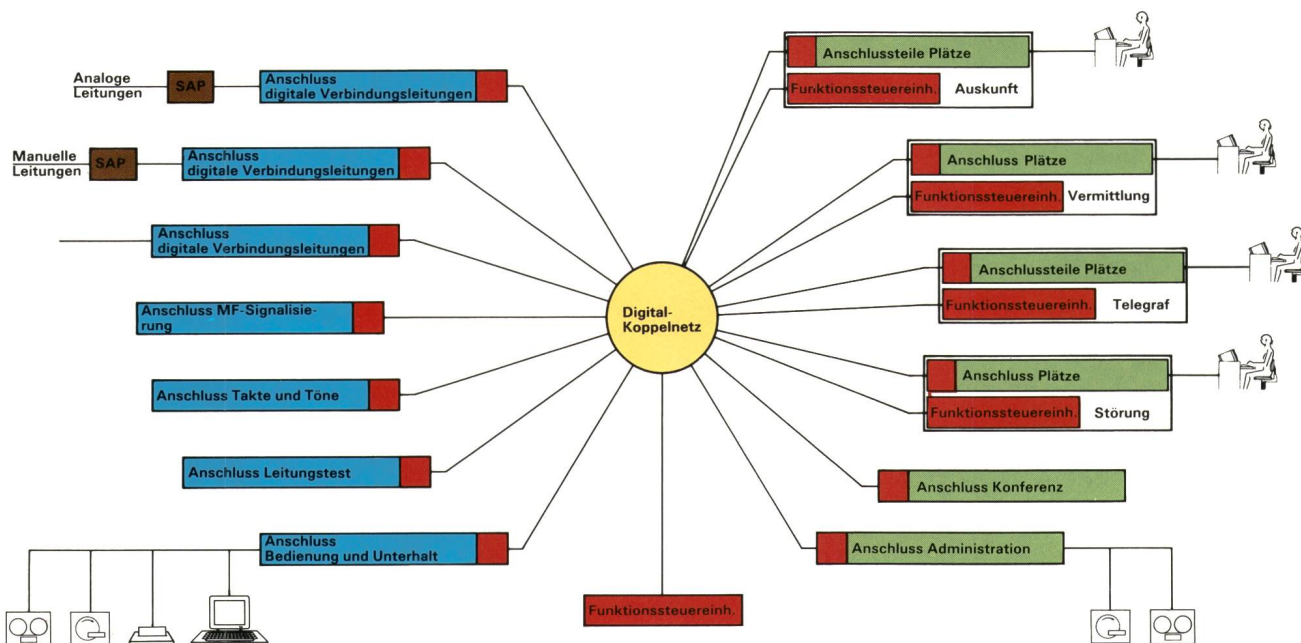 Analoge
Leitungen
SAP
Anschluss
digitale Verbindungsleitungen
Manuelle
Leitungen
SAP
Anschluss
digitale Verbindungsleitungen
Anschluss
digitale Verbindungsleitungen
Anschluss MF-Signalisie-
rung
Anschluss Takte und Töne
Anschluss Leitungstest
Anschluss
Bedienung und Unterhalt
Digital-
Koppelnetz
Funktionssteuereinh.
Anschlussteile Plätze
Funktionssteuereinh.
Auskunft
Anschluss Plätze
Funktionssteuereinh.
Vermittlung
Anschlussteile Plätze
Funktionssteuereinh.
Telegraf
Anschluss Plätze
Funktionssteuereinh.
Störung
Anschluss Konferenz
Anschluss Administration